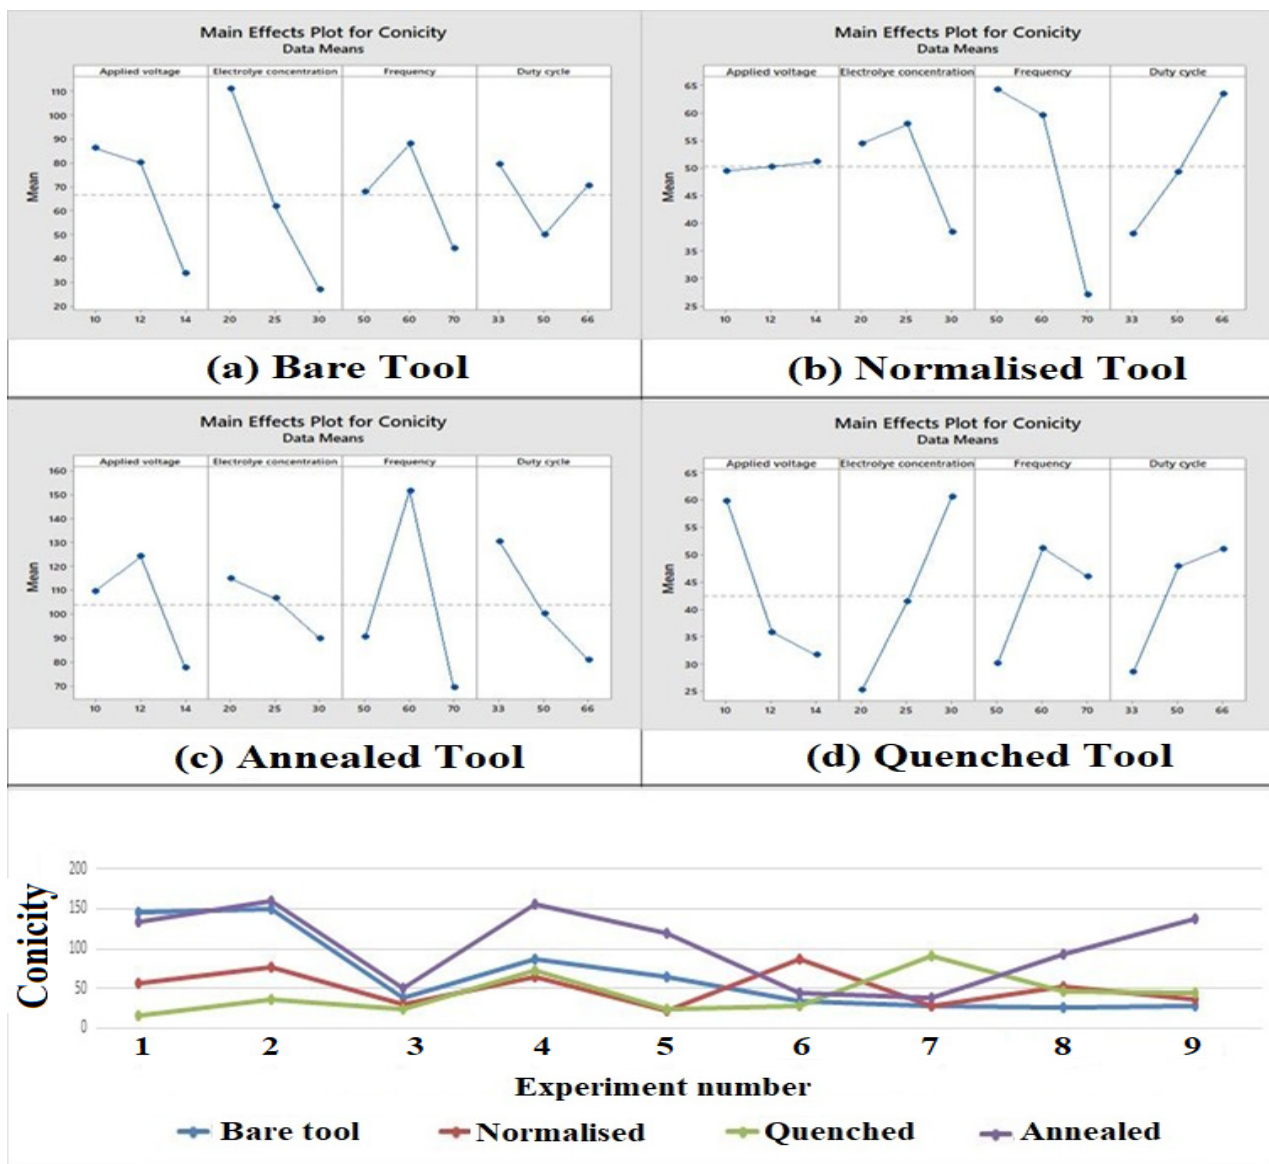 Main Effects Plot for Conicity
Data Means
Applied voltage Electrolye concentration Frequency Duty cycle
110
100
90
80
70
60
50
40
30
20
Mean
10 12 14 20 25 30 50 60 70 33 50 66
(a) Bare Tool
Main Effects Plot for Conicity
Data Means
Applied voltage Electrolye concentration Frequency Duty cycle
65
60
55
50
45
40
35
30
25
Mean
10 12 14 20 25 30 50 60 70 33 50 66
(b) Normalised Tool
Main Effects Plot for Conicity
Data Means
Applied voltage Electrolye concentration Frequency Duty cycle
160
150
140
130
120
110
100
90
80
70
Mean
10 12 14 20 25 30 50 60 70 33 50 66
(c) Annealed Tool
Main Effects Plot for Conicity
Data Means
Applied voltage Electrolye concentration Frequency Duty cycle
65
60
55
50
45
40
35
30
25
Mean
10 12 14 20 25 30 50 60 70 33 50 66
(d) Quenched Tool
Conicity
200
150
100
50
0
1 2 3 4 5 6 7 8 9
Experiment number
Bare tool Normalised Quenched Annealed